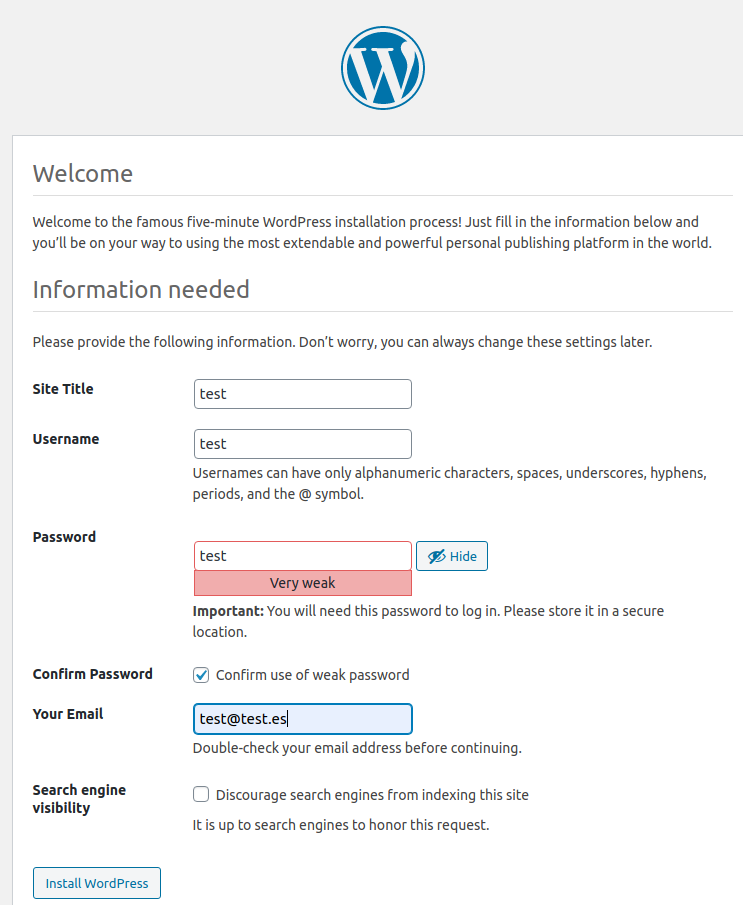 Welcome
Welcome to the famous five-minute WordPress installation process! Just fill in the information below and
you’ll be on your way to using the most extendable and powerful personal publishing platform in the world.
Information needed
Please provide the following information. Don’t worry, you can always change these settings later.
Site Title
test
Username
test
Usernames can have only alphanumeric characters, spaces, underscores, hyphens,
periods, and the @ symbol.
Password
test
Hide
Very weak
Important: You will need this password to log in. Please store it in a secure
location.
Confirm Password
Confirm use of weak password
Your Email
test@test.es
Double-check your email address before continuing.
Search engine
visibility
Discourage search engines from indexing this site
It is up to search engines to honor this request.
Install WordPress